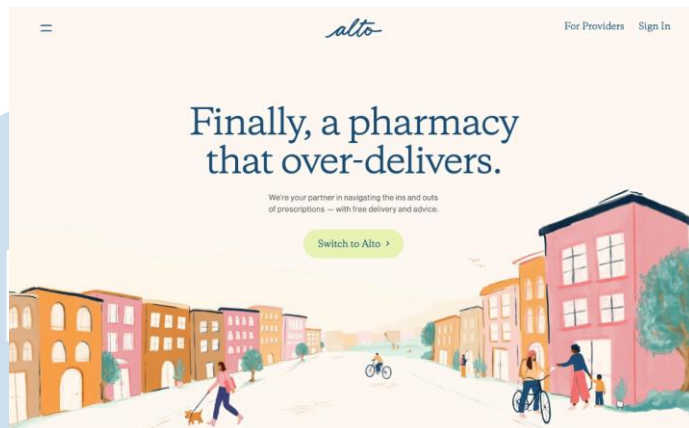 alto
For Providers Sign In
Finally, a pharmacy
that over-delivers.
We're your partner in navigating the ins and outs
of prescriptions — with free delivery and advice.
Switch to Alto ›